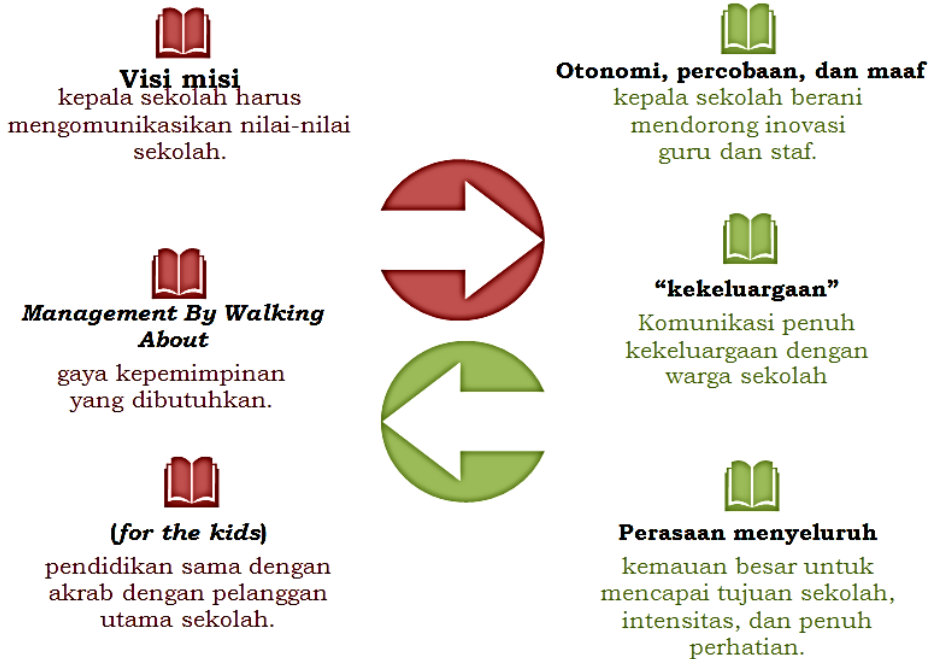 Visi misi
kepala sekolah harus
mengomunikasikan nilai-nilai
sekolah.
Management By Walking
About
gaya kepemimpinan
yang dibutuhkan.
(for the kids)
pendidikan sama dengan
akrab dengan pelanggan
utama sekolah.
Otonomi, percobaan, dan maaf
kepala sekolah berani
mendorong inovasi
guru dan staf.
“kekeluargaan”
Komunikasi penuh
kekeluargaan dengan
warga sekolah
Perasaan menyeluruh
kemauan besar untuk
mencapai tujuan sekolah,
intensitas, dan penuh
perhatian.